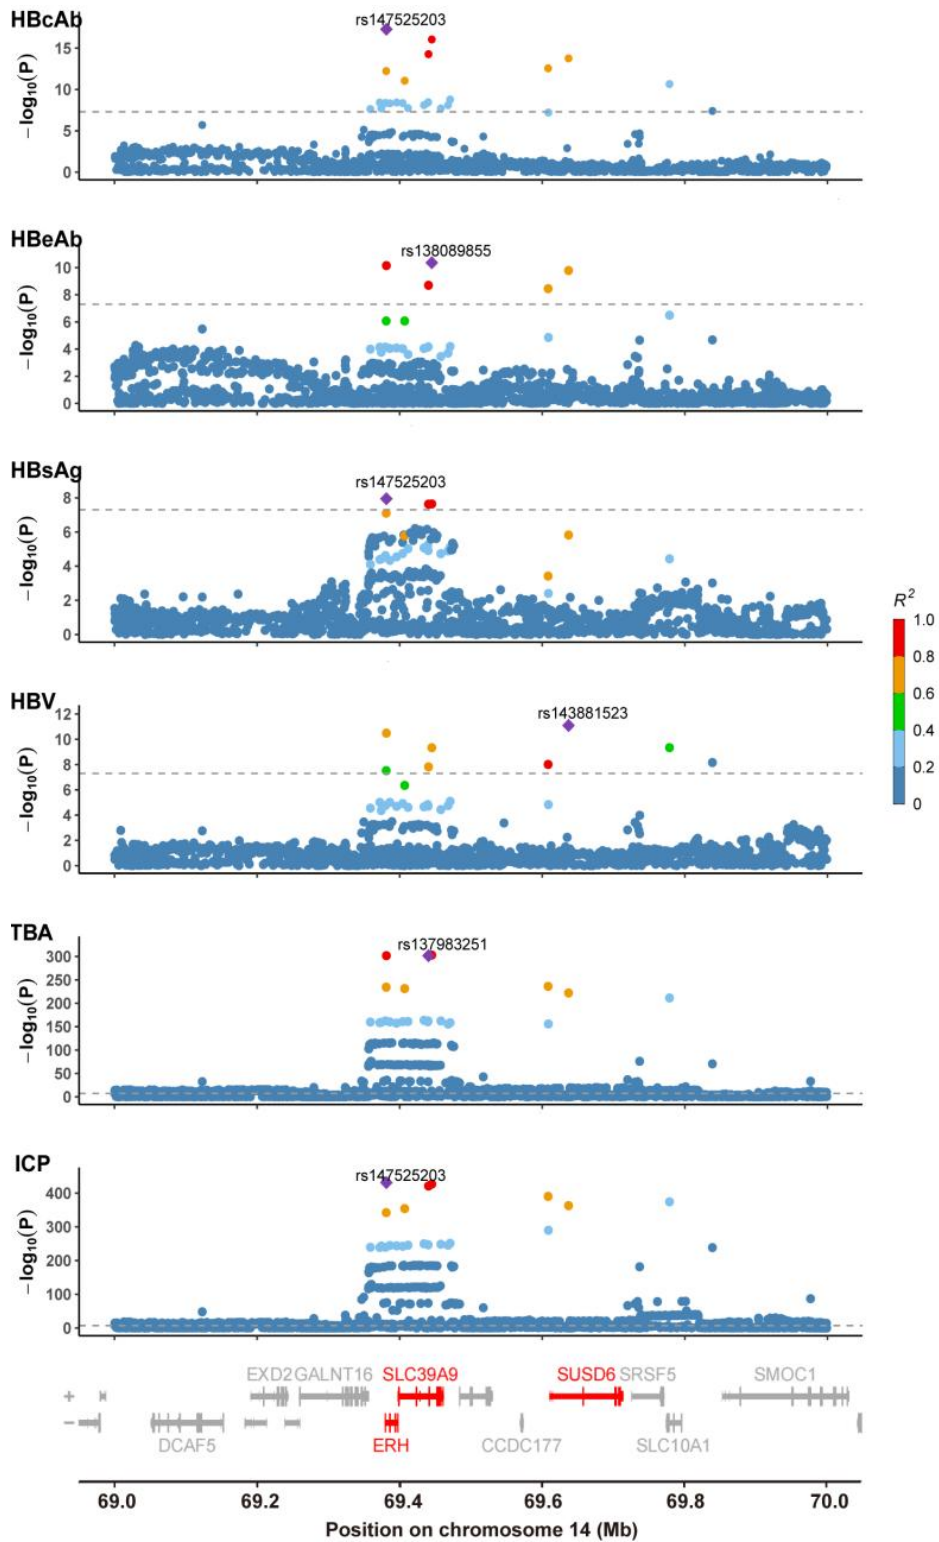 HBcAb
rs147525203
15
10
5
0
−log10(P)
HBeAb
rs138089855
10
8
6
4
2
0
−log10(P)
HBsAg
rs147525203
8
6
4
2
0
−log10(P)
R2
1.0
0.8
0.6
0.4
0.2
0
HBV
rs143881523
12
10
8
6
4
2
0
−log10(P)
TBA
rs137983251
300
250
200
150
100
50
0
−log10(P)
ICP
rs147525203
400
300
200
100
0
−log10(P)
EXD2 GALNT16 SLC39A9 SUSD6 SRSF5 SMOC1
+
−
DCAF5 ERH CCDC177 SLC10A1
69.0 69.2 69.4 69.6 69.8 70.0
Position on chromosome 14 (Mb)